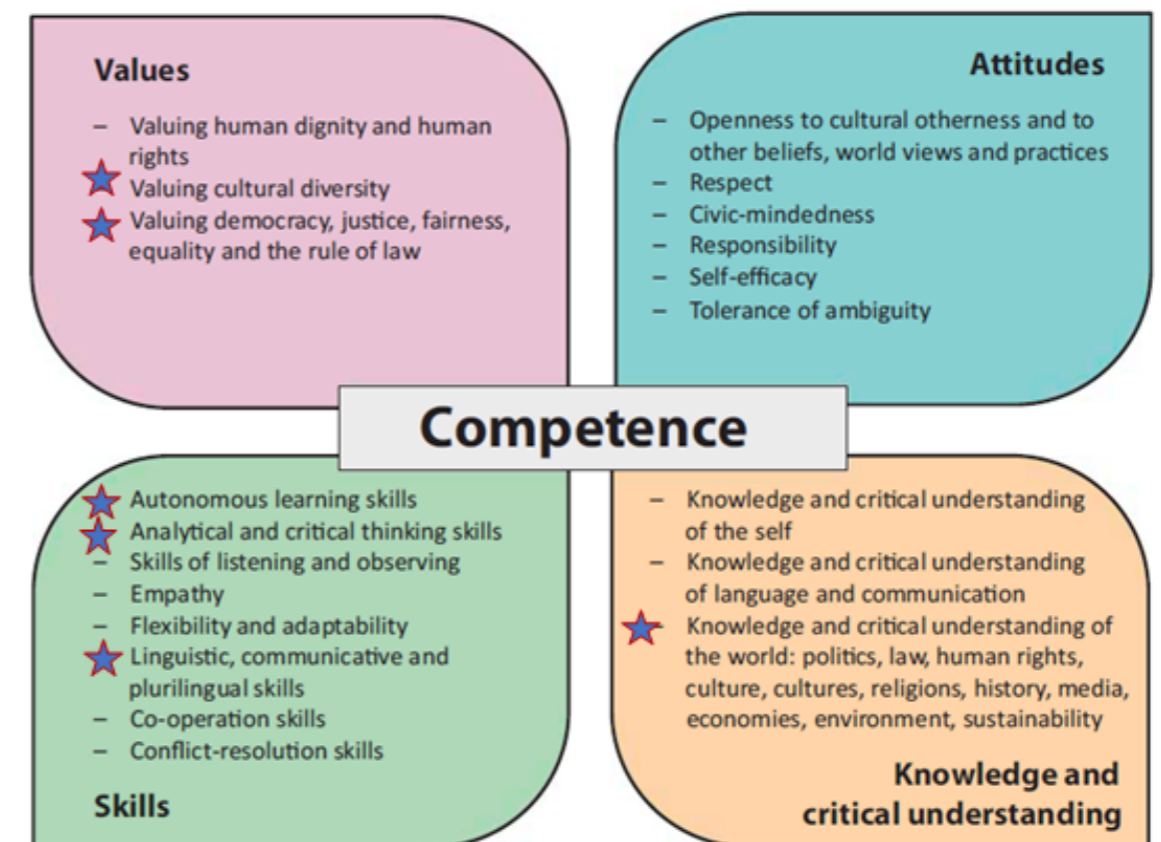 Values
– Valuing human dignity and human
rights
Valuing cultural diversity
Valuing democracy, justice, fairness,
equality and the rule of law
Attitudes
– Openness to cultural otherness and to
other beliefs, world views and practices
– Respect
– Civic-mindedness
– Responsibility
– Self-efficacy
– Tolerance of ambiguity
Competence
Autonomous learning skills
Analytical and critical thinking skills
– Skills of listening and observing
– Empathy
– Flexibility and adaptability
Linguistic, communicative and
plurilingual skills
– Co-operation skills
– Conflict-resolution skills
Skills
– Knowledge and critical understanding
of the self
– Knowledge and critical understanding
of language and communication
Knowledge and critical understanding of
the world: politics, law, human rights,
culture, cultures, religions, history, media,
economies, environment, sustainability
Knowledge and
critical understanding